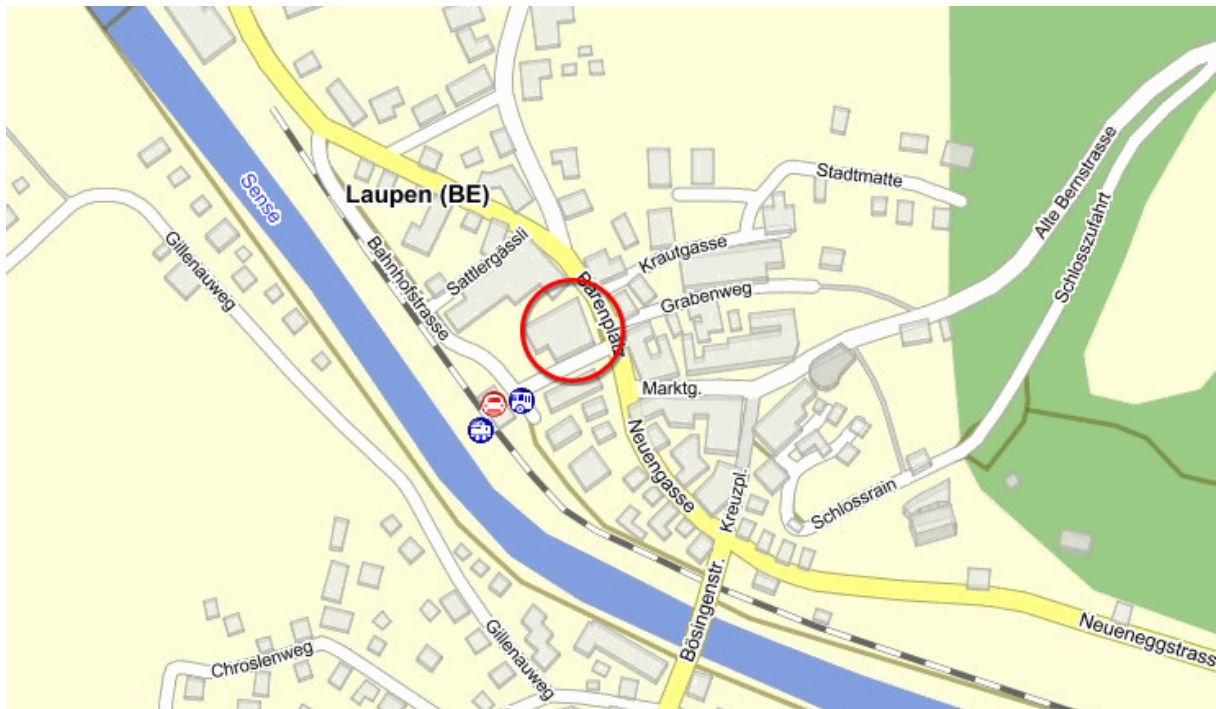 Stadtmatte
Alte Bernstrasse
Sense
Laupen (BE)
Schlosszufahrt
Gillenauweg
Bahnhofstrasse
Sattlergässli
Krautgasse
Bärenplatz
Grabenweg
Marktg.
Neuengasse
Kreuzpl.
Schlossrain
Bösingenstr.
Neueneggstrass
Gillenauweg
Chroslenweg